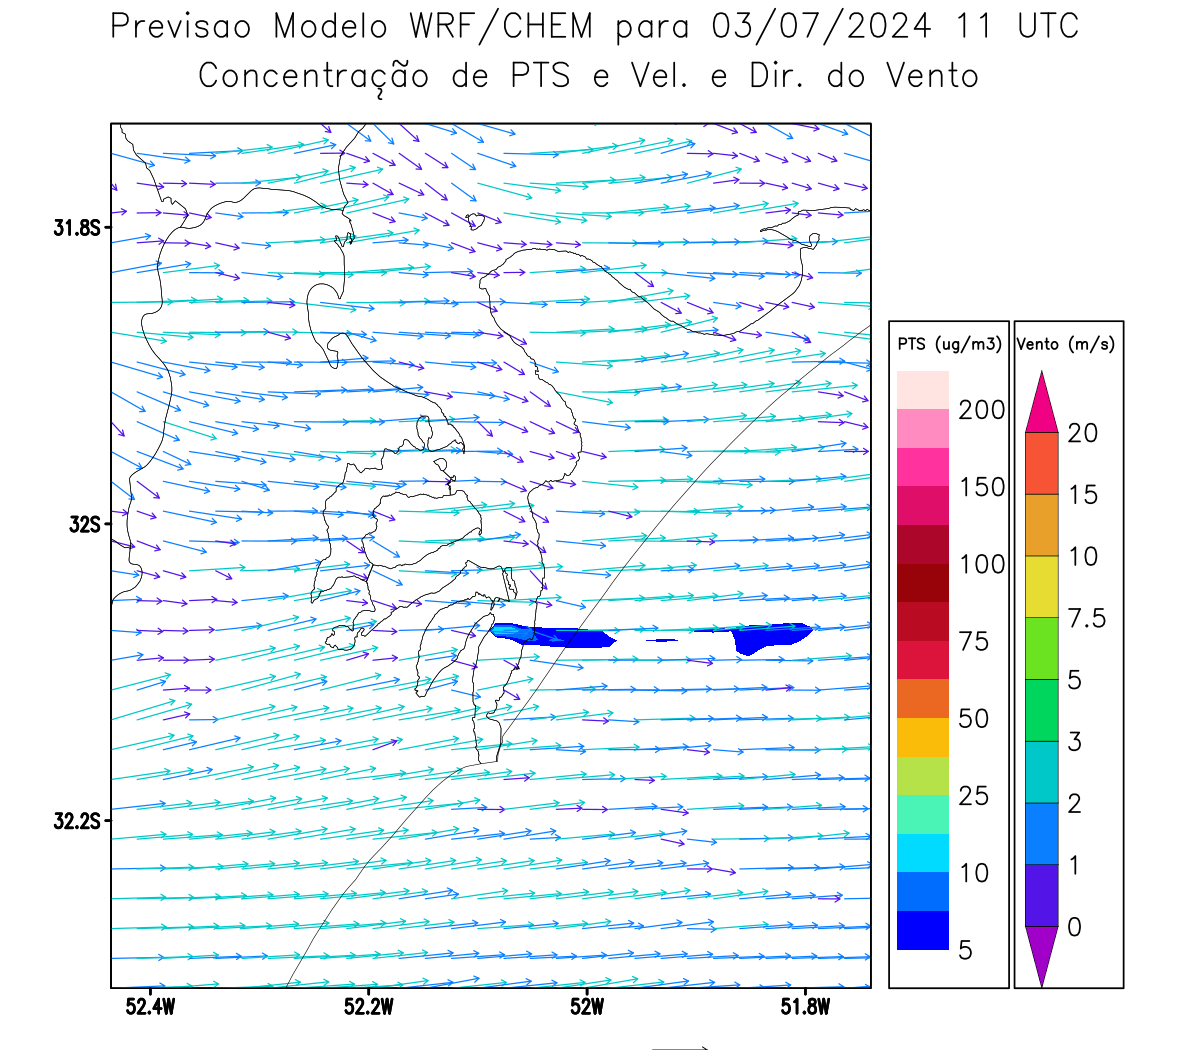 Previsao Modelo WRF/CHEM para 03/07/2024 11 UTC
Concentração de PTS e Vel. e Dir. do Vento
31.8S
32S
32.2S
52.4W
52.2W
52W
51.8W
PTS (ug/m3)
200
150
100
75
50
25
10
5
Vento (m/s)
20
15
10
7.5
5
3
2
1
0